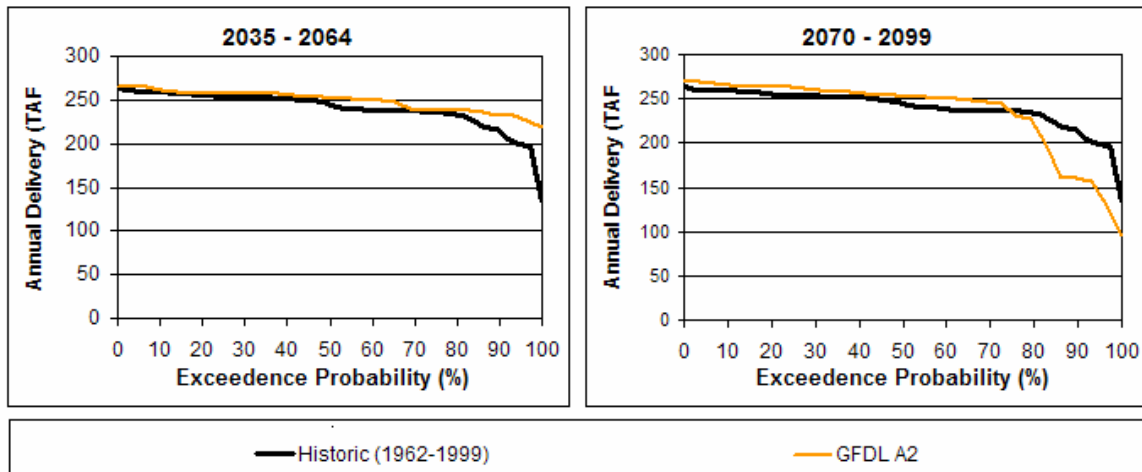 2035 - 2064
Annual Delivery (TAF
300
250
200
150
100
50
0
0 10 20 30 40 50 60 70 80 90 100
Exceedence Probability (%)
2070 - 2099
Annual Delivery (TAF
300
250
200
150
100
50
0
0 10 20 30 40 50 60 70 80 90 100
Exceedence Probability (%)
Historic (1962-1999) GFDL A2